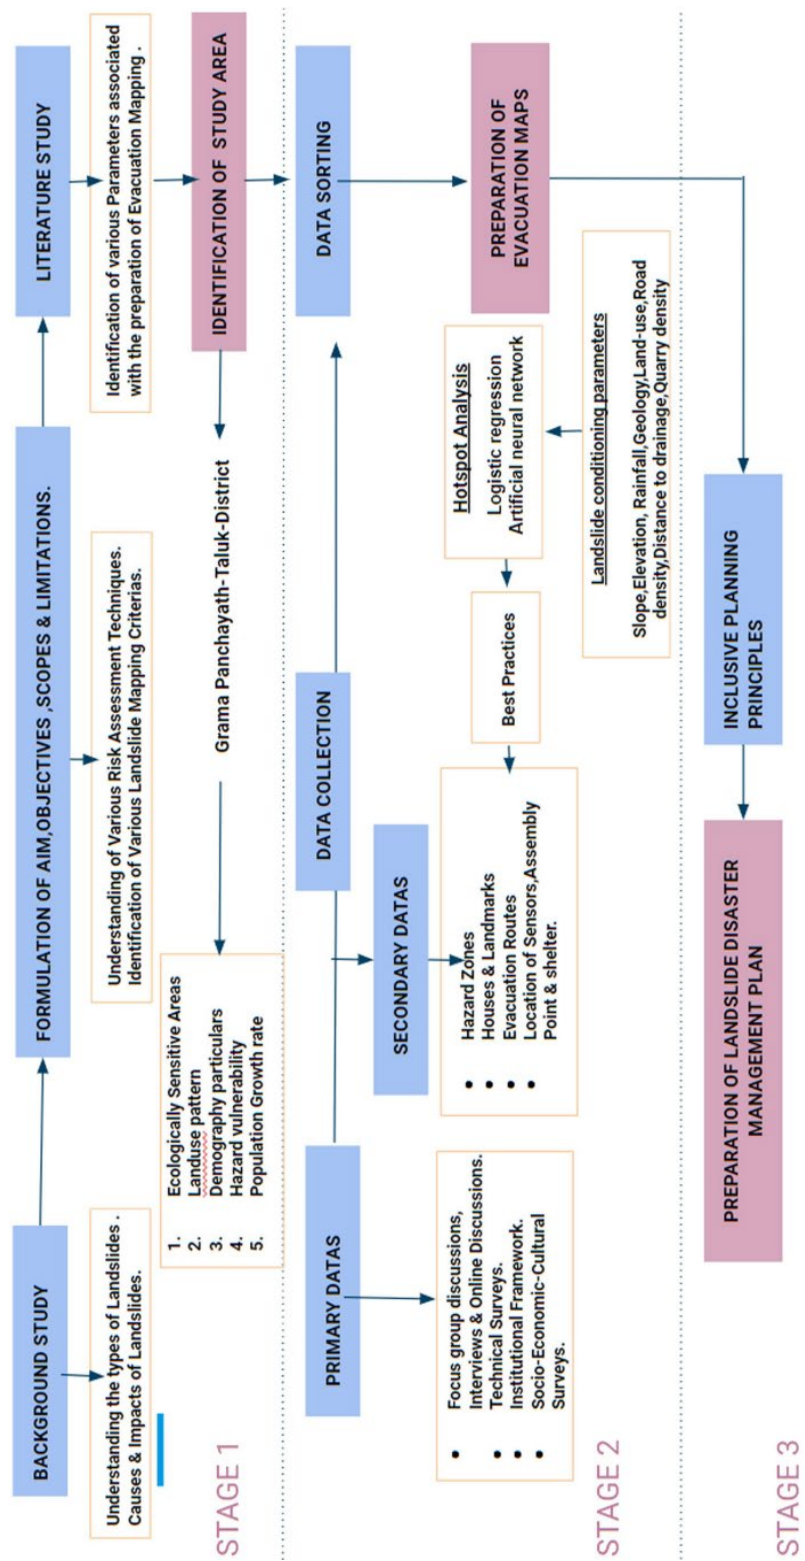 BACKGROUND STUDY
FORMULATION OF AIM,OBJECTIVES ,SCOPES & LIMITATIONS.
LITERATURE STUDY
Understanding the types of Landslides .
Causes & Impacts of Landslides.
Understanding of Various Risk Assessment Techniques.
Identification of Various Landslide Mapping Criterias.
Identification of various Parameters associated
with the preparation of Evacuation Mapping .
STAGE 1
1. Ecologically Sensitive Areas
2. Landuse pattern
3. Demography particulars
4. Hazard vulnerability
5. Population Growth rate
Grama Panchayath-Taluk-District
IDENTIFICATION OF STUDY AREA
PRIMARY DATAS
DATA COLLECTION
DATA SORTING
SECONDARY DATAS
• Focus group discussions,
Interviews & Online Discussions.
• Technical Surveys.
• Institutional Framework.
• Socio-Economic-Cultural
Surveys.
• Hazard Zones
• Houses & Landmarks
• Evacuation Routes
• Location of Sensors,Assembly
Point & shelter.
Best Practices
Hotspot Analysis
Logistic regression
Artificial neural network
PREPARATION OF
EVACUATION MAPS
Landslide conditioning parameters
Slope,Elevation, Rainfall,Geology,Land-use,Road
density,Distance to drainage,Quarry density
STAGE 2
PREPARATION OF LANDSLIDE DISASTER
MANAGEMENT PLAN
INCLUSIVE PLANNING
PRINCIPLES
STAGE 3